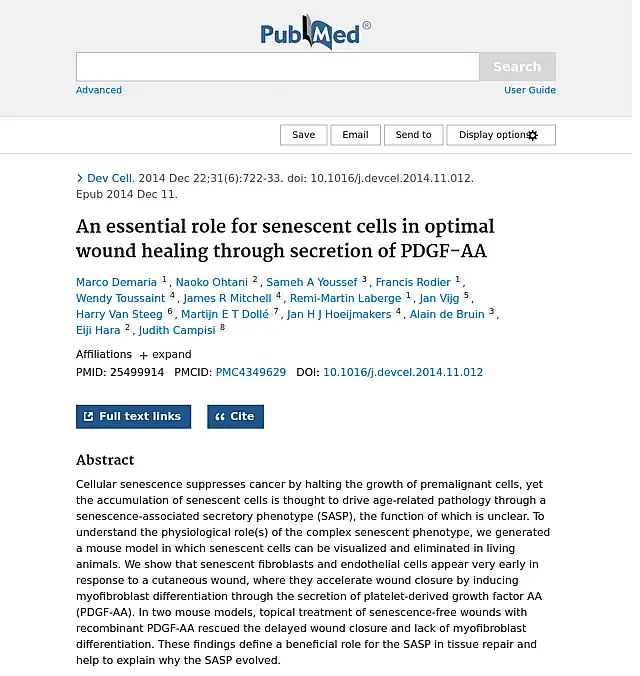 PubMed®
Search
Advanced User Guide
Save Email Send to Display options
Dev Cell. 2014 Dec 22;31(6):722-33. doi: 10.1016/j.devcel.2014.11.012.
Epub 2014 Dec 11.
An essential role for senescent cells in optimal
wound healing through secretion of PDGF-AA
Marco Demaria 1, Naoko Ohtani 2, Sameh A Youssef 3, Francis Rodier 1,
Wendy Toussaint 4, James R Mitchell 4, Remi-Martin Laberge 1, Jan Vijg 5,
Harry Van Steeg 6, Martijn E T Dollé 7, Jan H J Hoeijmakers 4, Alain de Bruin 3,
Eiji Hara 2, Judith Campisi 8
Affiliations + expand
PMID: 25499914 PMCID: PMC4349629 DOI: 10.1016/j.devcel.2014.11.012
Full text links Cite
Abstract
Cellular senescence suppresses cancer by halting the growth of premalignant cells, yet
the accumulation of senescent cells is thought to drive age-related pathology through a
senescence-associated secretory phenotype (SASP), the function of which is unclear. To
understand the physiological role(s) of the complex senescent phenotype, we generated
a mouse model in which senescent cells can be visualized and eliminated in living
animals. We show that senescent fibroblasts and endothelial cells appear very early in
response to a cutaneous wound, where they accelerate wound closure by inducing
myofibroblast differentiation through the secretion of platelet-derived growth factor AA
(PDGF-AA). In two mouse models, topical treatment of senescence-free wounds with
recombinant PDGF-AA rescued the delayed wound closure and lack of myofibroblast
differentiation. These findings define a beneficial role for the SASP in tissue repair and
help to explain why the SASP evolved.